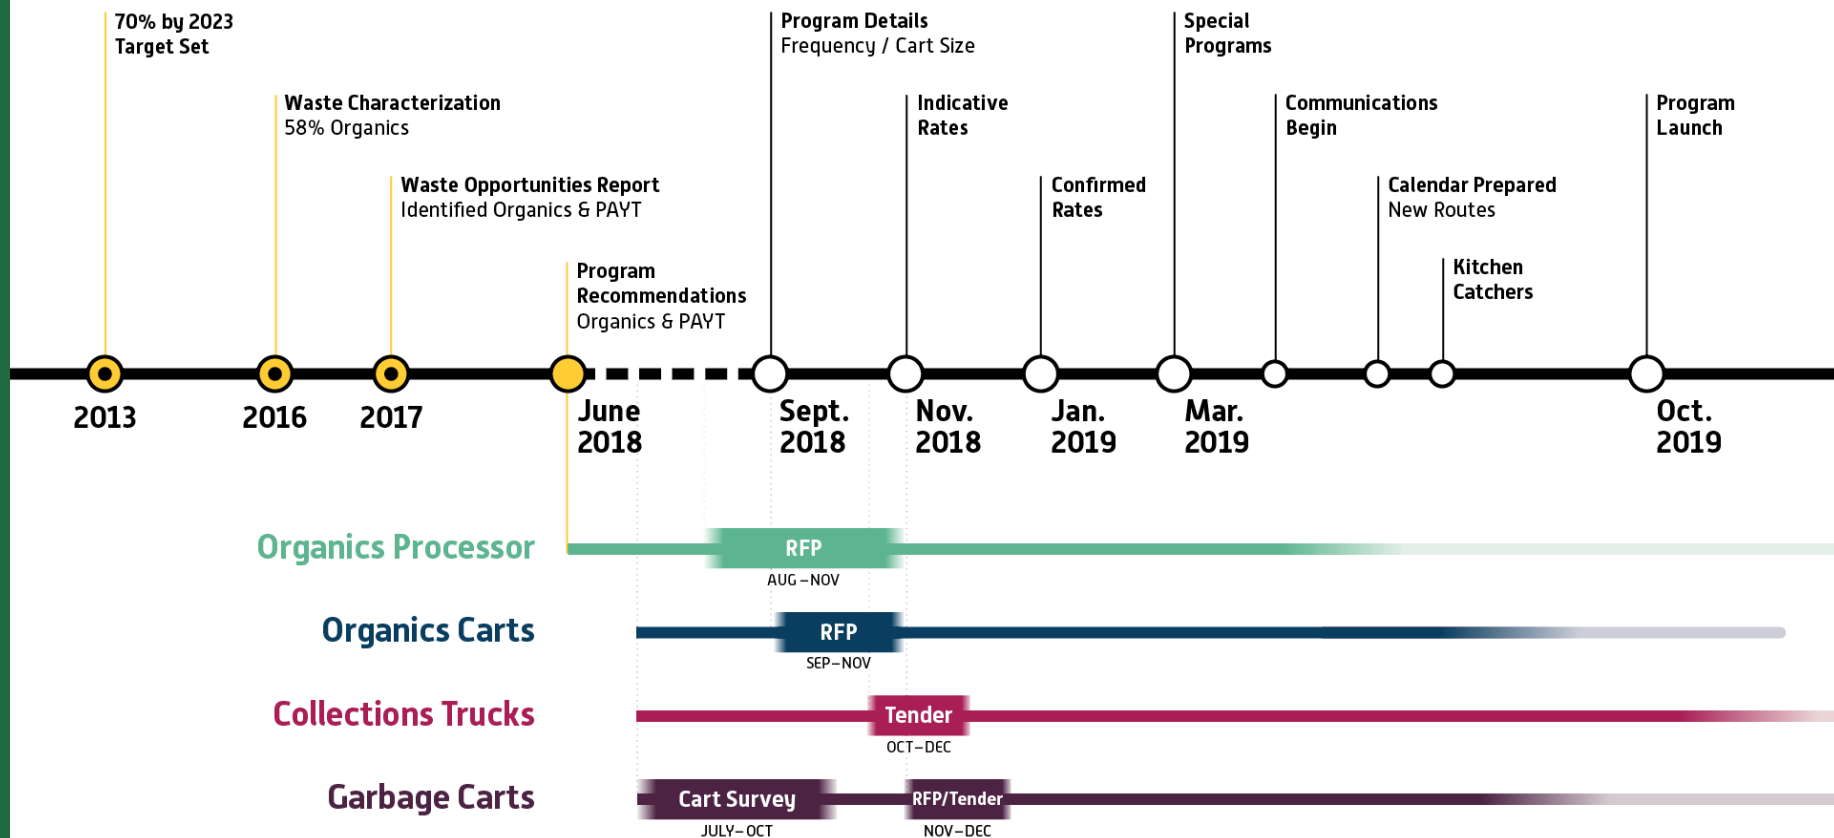 70% by 2023
Target Set
Waste Characterization
58% Organics
Waste Opportunities Report
Identified Organics & PAYT
Program
Recommendations
Organics & PAYT
Program Details
Frequency / Cart Size
Indicative
Rates
Confirmed
Rates
Special
Programs
Communications
Begin
Calendar Prepared
New Routes
Kitchen
Catchers
Program
Launch
2013
2016
2017
June
2018
Sept.
2018
Nov.
2018
Jan.
2019
Mar.
2019
Oct.
2019
Organics Processor
RFP
AUG – NOV
Organics Carts
RFP
SEP – NOV
Collections Trucks
Tender
OCT – DEC
Garbage Carts
Cart Survey
JULY – OCT
RFP/Tender
NOV – DEC